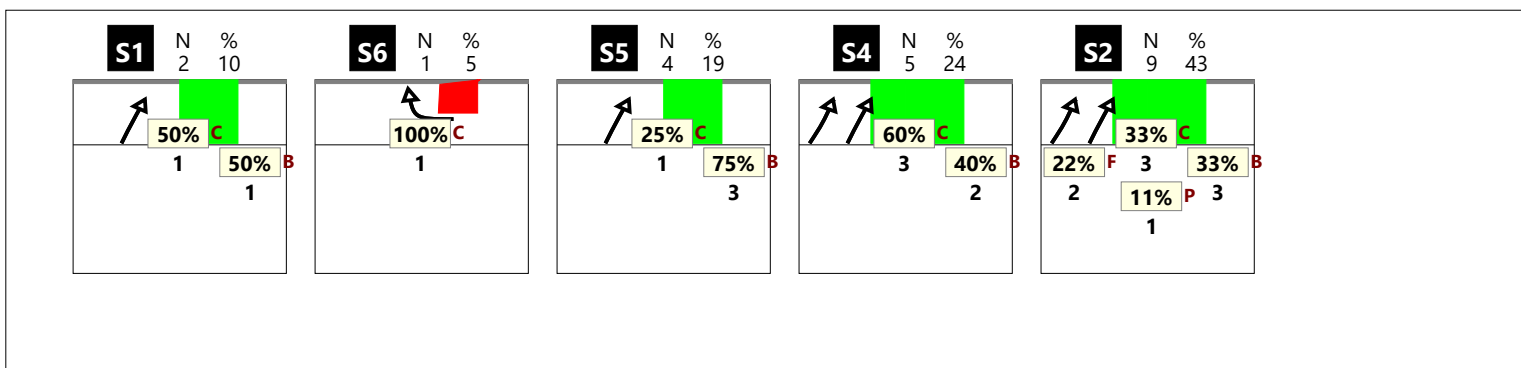 S1 N % 2 10
50% C
1
50% B
1
S6 N % 1 5
100% C
1
S5 N % 4 19
25% C
1
75% B
3
S4 N % 5 24
60% C
3
40% B
2
S2 N % 9 43
33% C
3
22% F
2
33% B
3
11% P
1